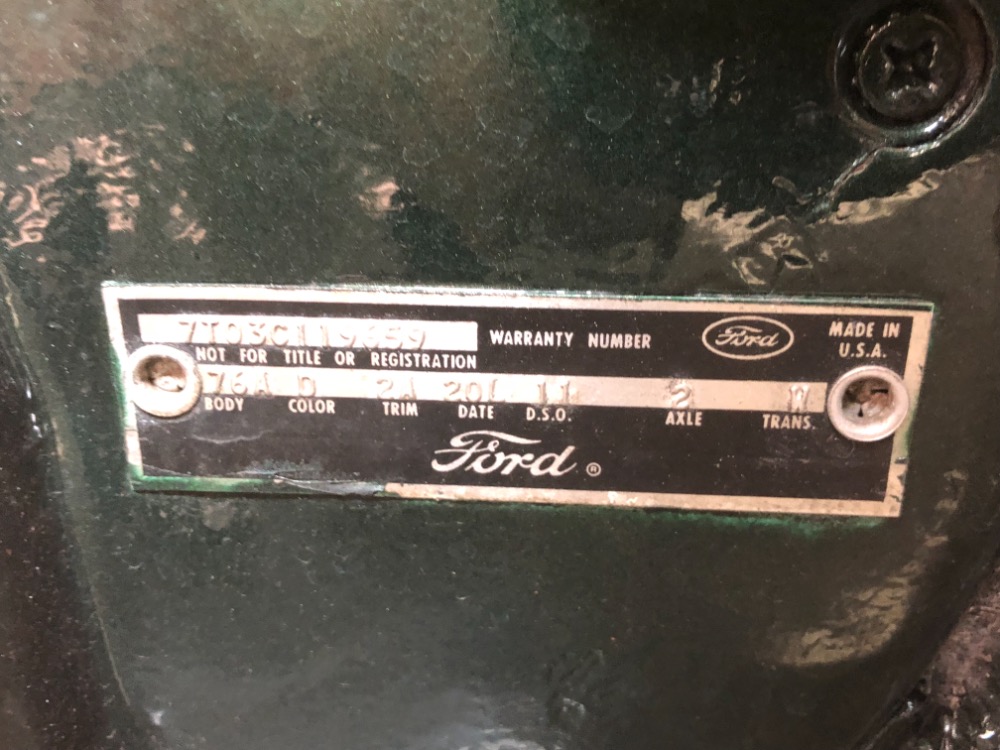 7T03C119659 WARRANTY NUMBER Ford MADE IN U.S.A.
NOT FOR TITLE OR REGISTRATION
76A D 2A 20L 11 2 W
BODY COLOR TRIM DATE D.S.O. AXLE TRANS.
Ford ®